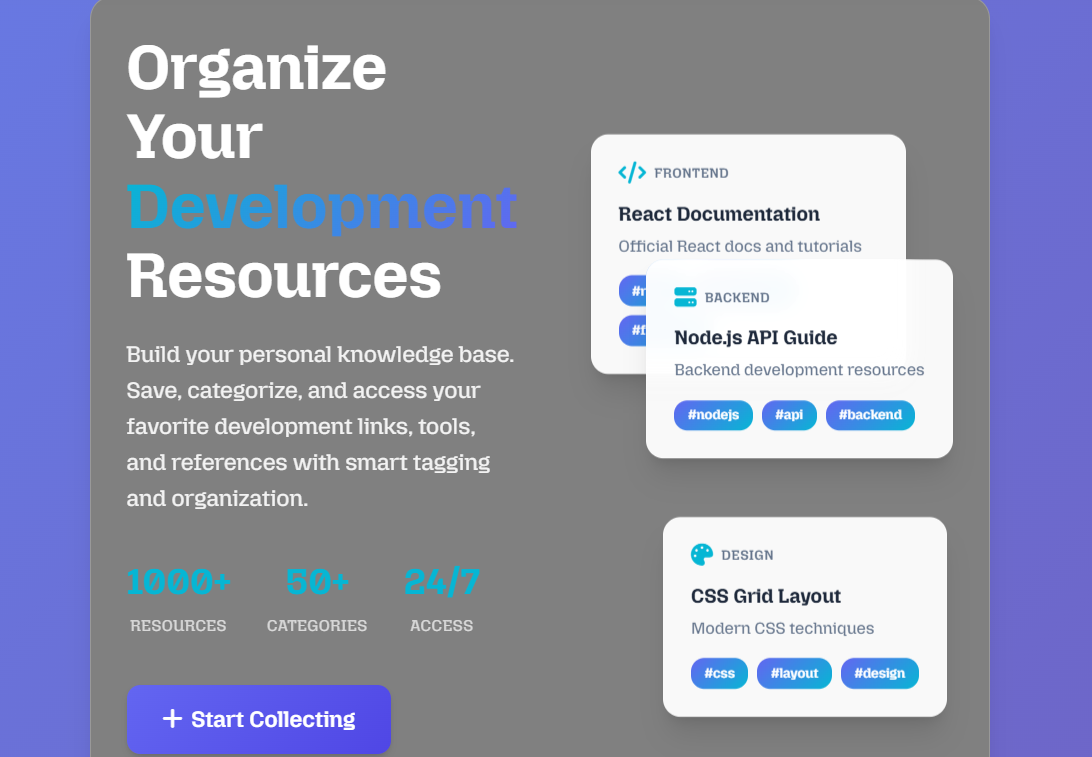 Organize
Your
Development
Resources
Build your personal knowledge base.
Save, categorize, and access your
favorite development links, tools,
and references with smart tagging
and organization.
1000+ 50+ 24/7
RESOURCES CATEGORIES ACCESS
+ Start Collecting
FRONTEND
React Documentation
Official React docs and tutorials
BACKEND
Node.js API Guide
Backend development resources
#nodejs #api #backend
DESIGN
CSS Grid Layout
Modern CSS techniques
#css #layout #design